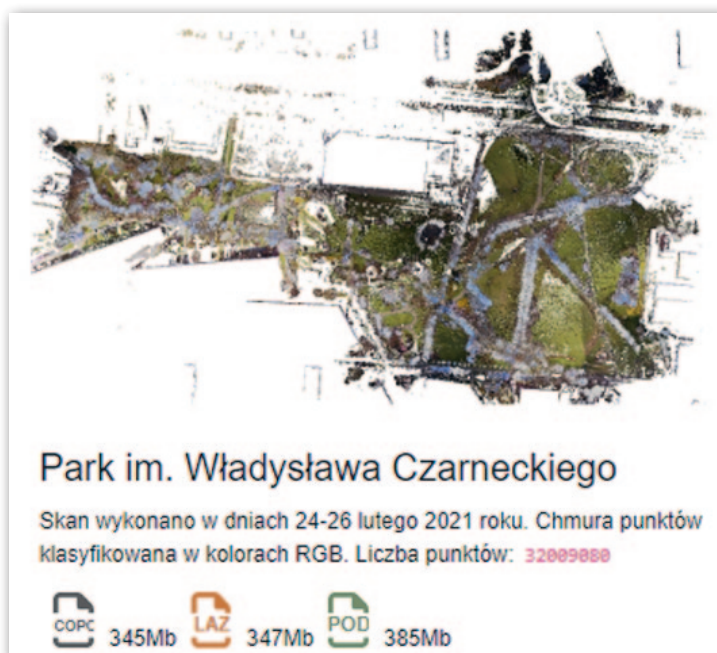 Park im. Władysława Czarneckiego
Skan wykonano w dniach 24-26 lutego 2021 roku. Chmura punktów
klasyfikowana w kolorach RGB. Liczba punktów: 32009080
COPC 345Mb LAZ 347Mb POD 385Mb